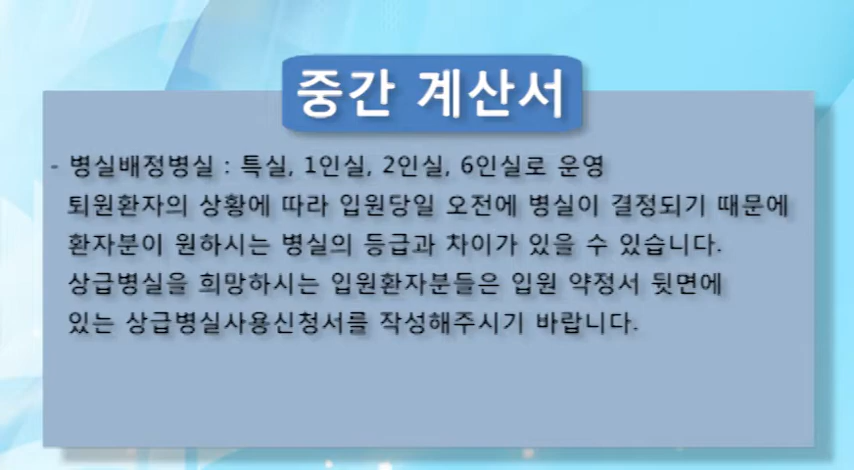 중간 계산서
- 병실배정병실 : 특실, 1인실, 2인실, 6인실로 운영
퇴원환자의 상황에 따라 입원당일 오전에 병실이 결정되기 때문에
환자분이 원하시는 병실의 등급과 차이가 있을 수 있습니다.
상급병실을 희망하시는 입원환자분들은 입원 약정서 뒷면에
있는 상급병실사용신청서를 작성해주시기 바랍니다.